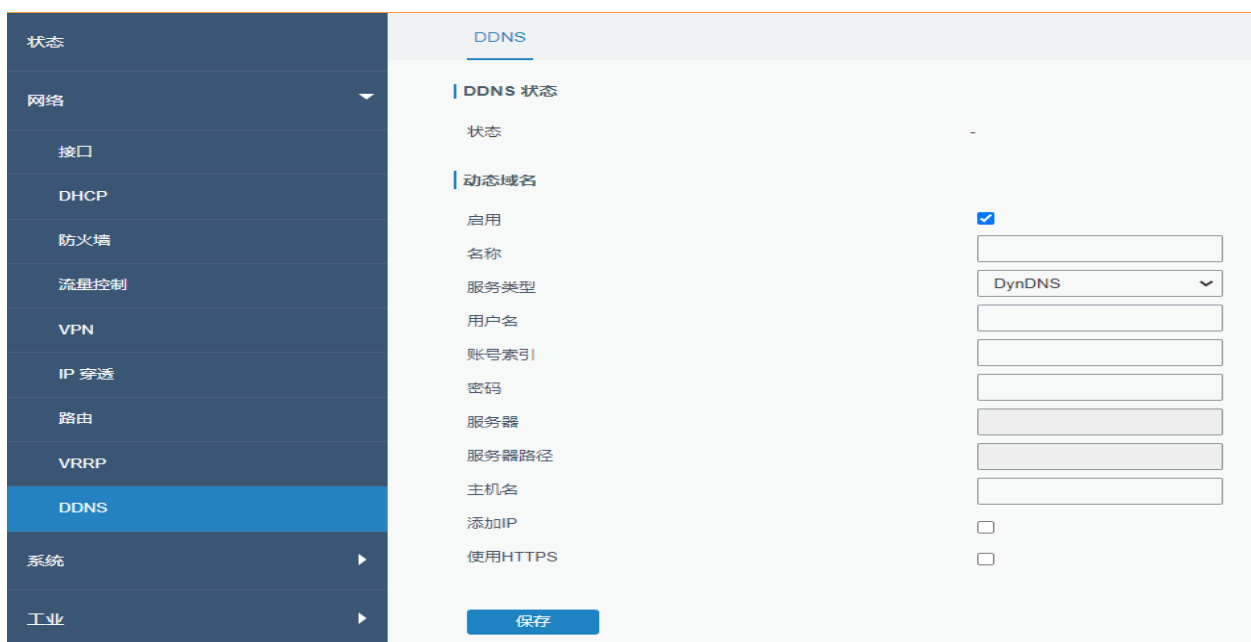 状态
网络
接口
DHCP
防火墙
流量控制
VPN
IP 穿透
路由
VRRP
DDNS
系统
工业
DDNS
DDNS 状态
状态 -
动态域名
启用
名称
服务类型 DynDNS
用户名
账号索引
密码
服务器
服务器路径
主机名
添加IP
使用HTTPS
保存